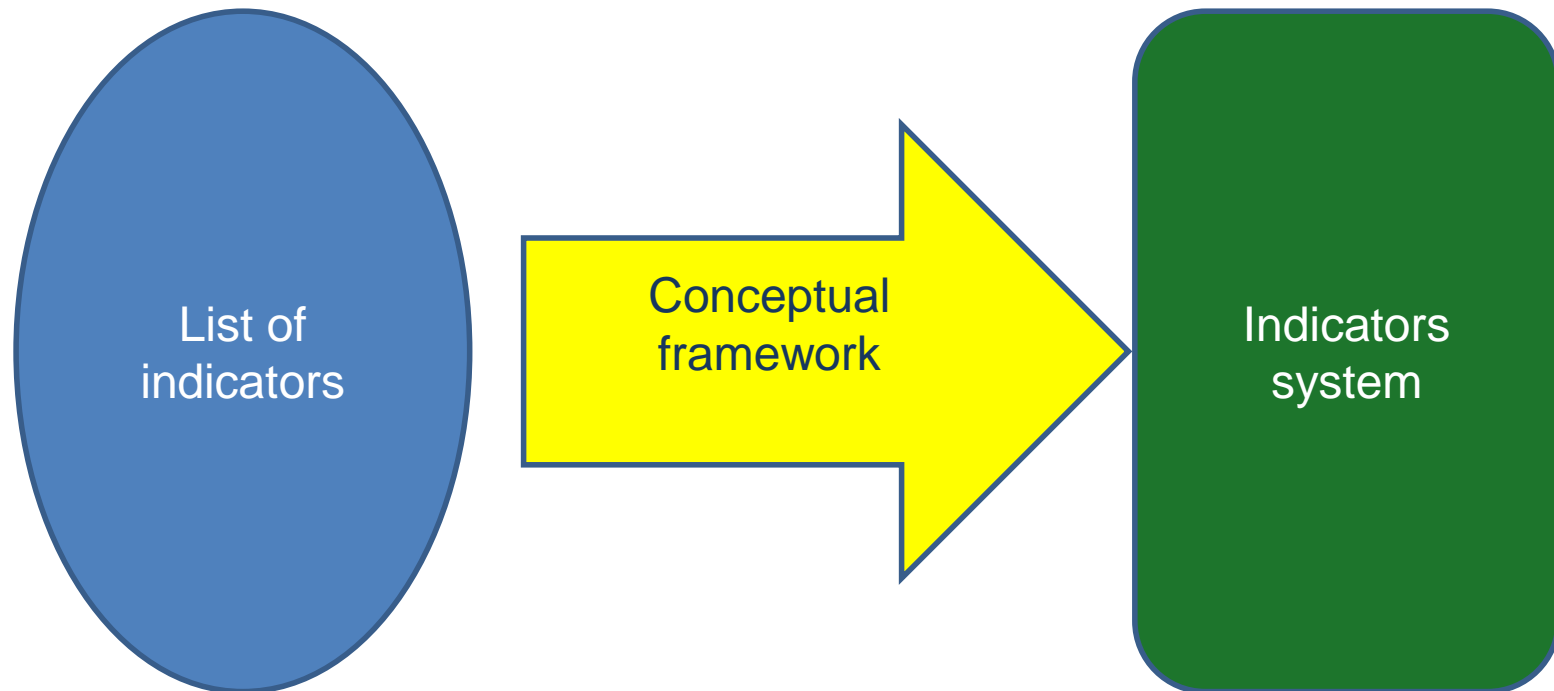 List of
indicators
Conceptual
framework
Indicators
system